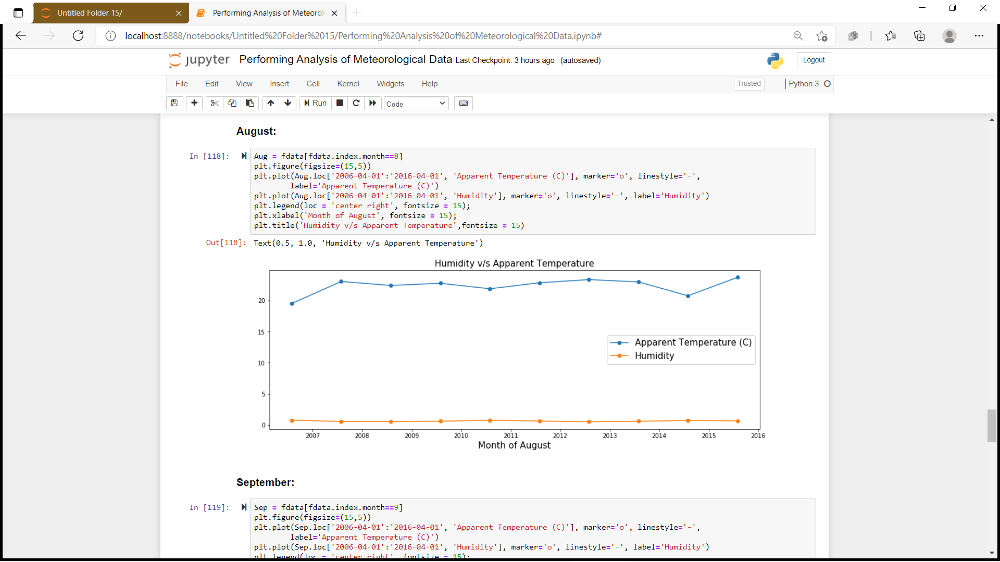 Untitled Folder 15/
Performing Analysis of Meteorol
localhost:8888/notebooks/Untitled%20Folder%2015/Performing%20Analysis%20of%20Meteorological%20Data.ipynb#
jupyter Performing Analysis of Meteorological Data Last Checkpoint: 3 hours ago (autosaved)
Logout
File Edit View Insert Cell Kernel Widgets Help
Trusted
Python 3
Run
Code
August:
In [118]:
Aug = fdata[fdata.index.month==8]
plt.figure(figsize=(15,5))
plt.plot(Aug.loc['2006-04-01':'2016-04-01', 'Apparent Temperature (C)'], marker='o', linestyle='-',
label='Apparent Temperature (C)')
plt.plot(Aug.loc['2006-04-01':'2016-04-01', 'Humidity'], marker='o', linestyle='-', label='Humidity')
plt.legend(loc = 'center right', fontsize = 15);
plt.xlabel('Month of August', fontsize = 15);
plt.title('Humidity v/s Apparent Temperature',fontsize = 15)
Out[118]: Text(0.5, 1.0, 'Humidity v/s Apparent Temperature')
Humidity v/s Apparent Temperature
20
15
10
5
0
Apparent Temperature (C)
Humidity
2007 2008 2009 2010 2011 2012 2013 2014 2015 2016
Month of August
September:
In [119]:
Sep = fdata[fdata.index.month==9]
plt.figure(figsize=(15,5))
plt.plot(Sep.loc['2006-04-01':'2016-04-01', 'Apparent Temperature (C)'], marker='o', linestyle='-',
label='Apparent Temperature (C)')
plt.plot(Sep.loc['2006-04-01':'2016-04-01', 'Humidity'], marker='o', linestyle='-', label='Humidity')
plt.legend(loc = 'center right', fontsize = 15);